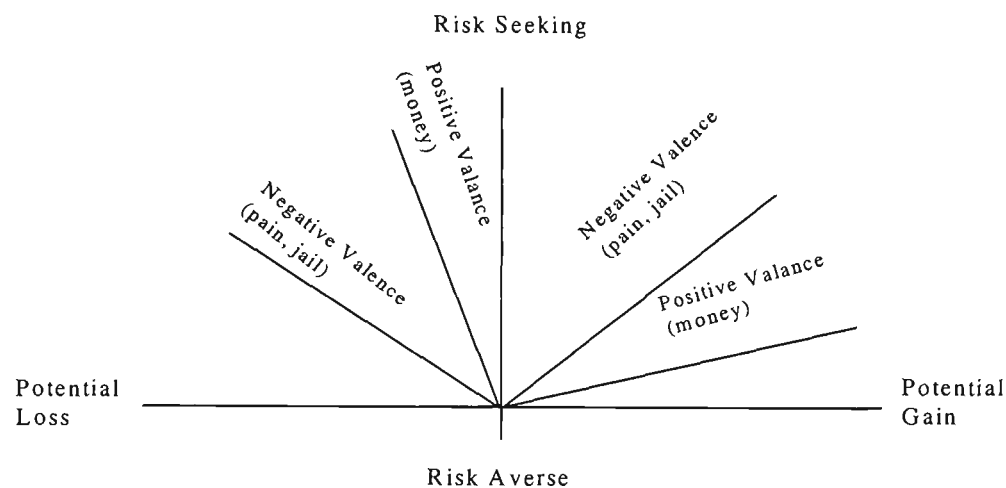 Risk Seeking
Positive Valance
(money)
Negative Valence
(pain, jail)
Negative Valence
(pain, jail)
Positive Valance
(money)
Potential
Loss
Potential
Gain
Risk Averse